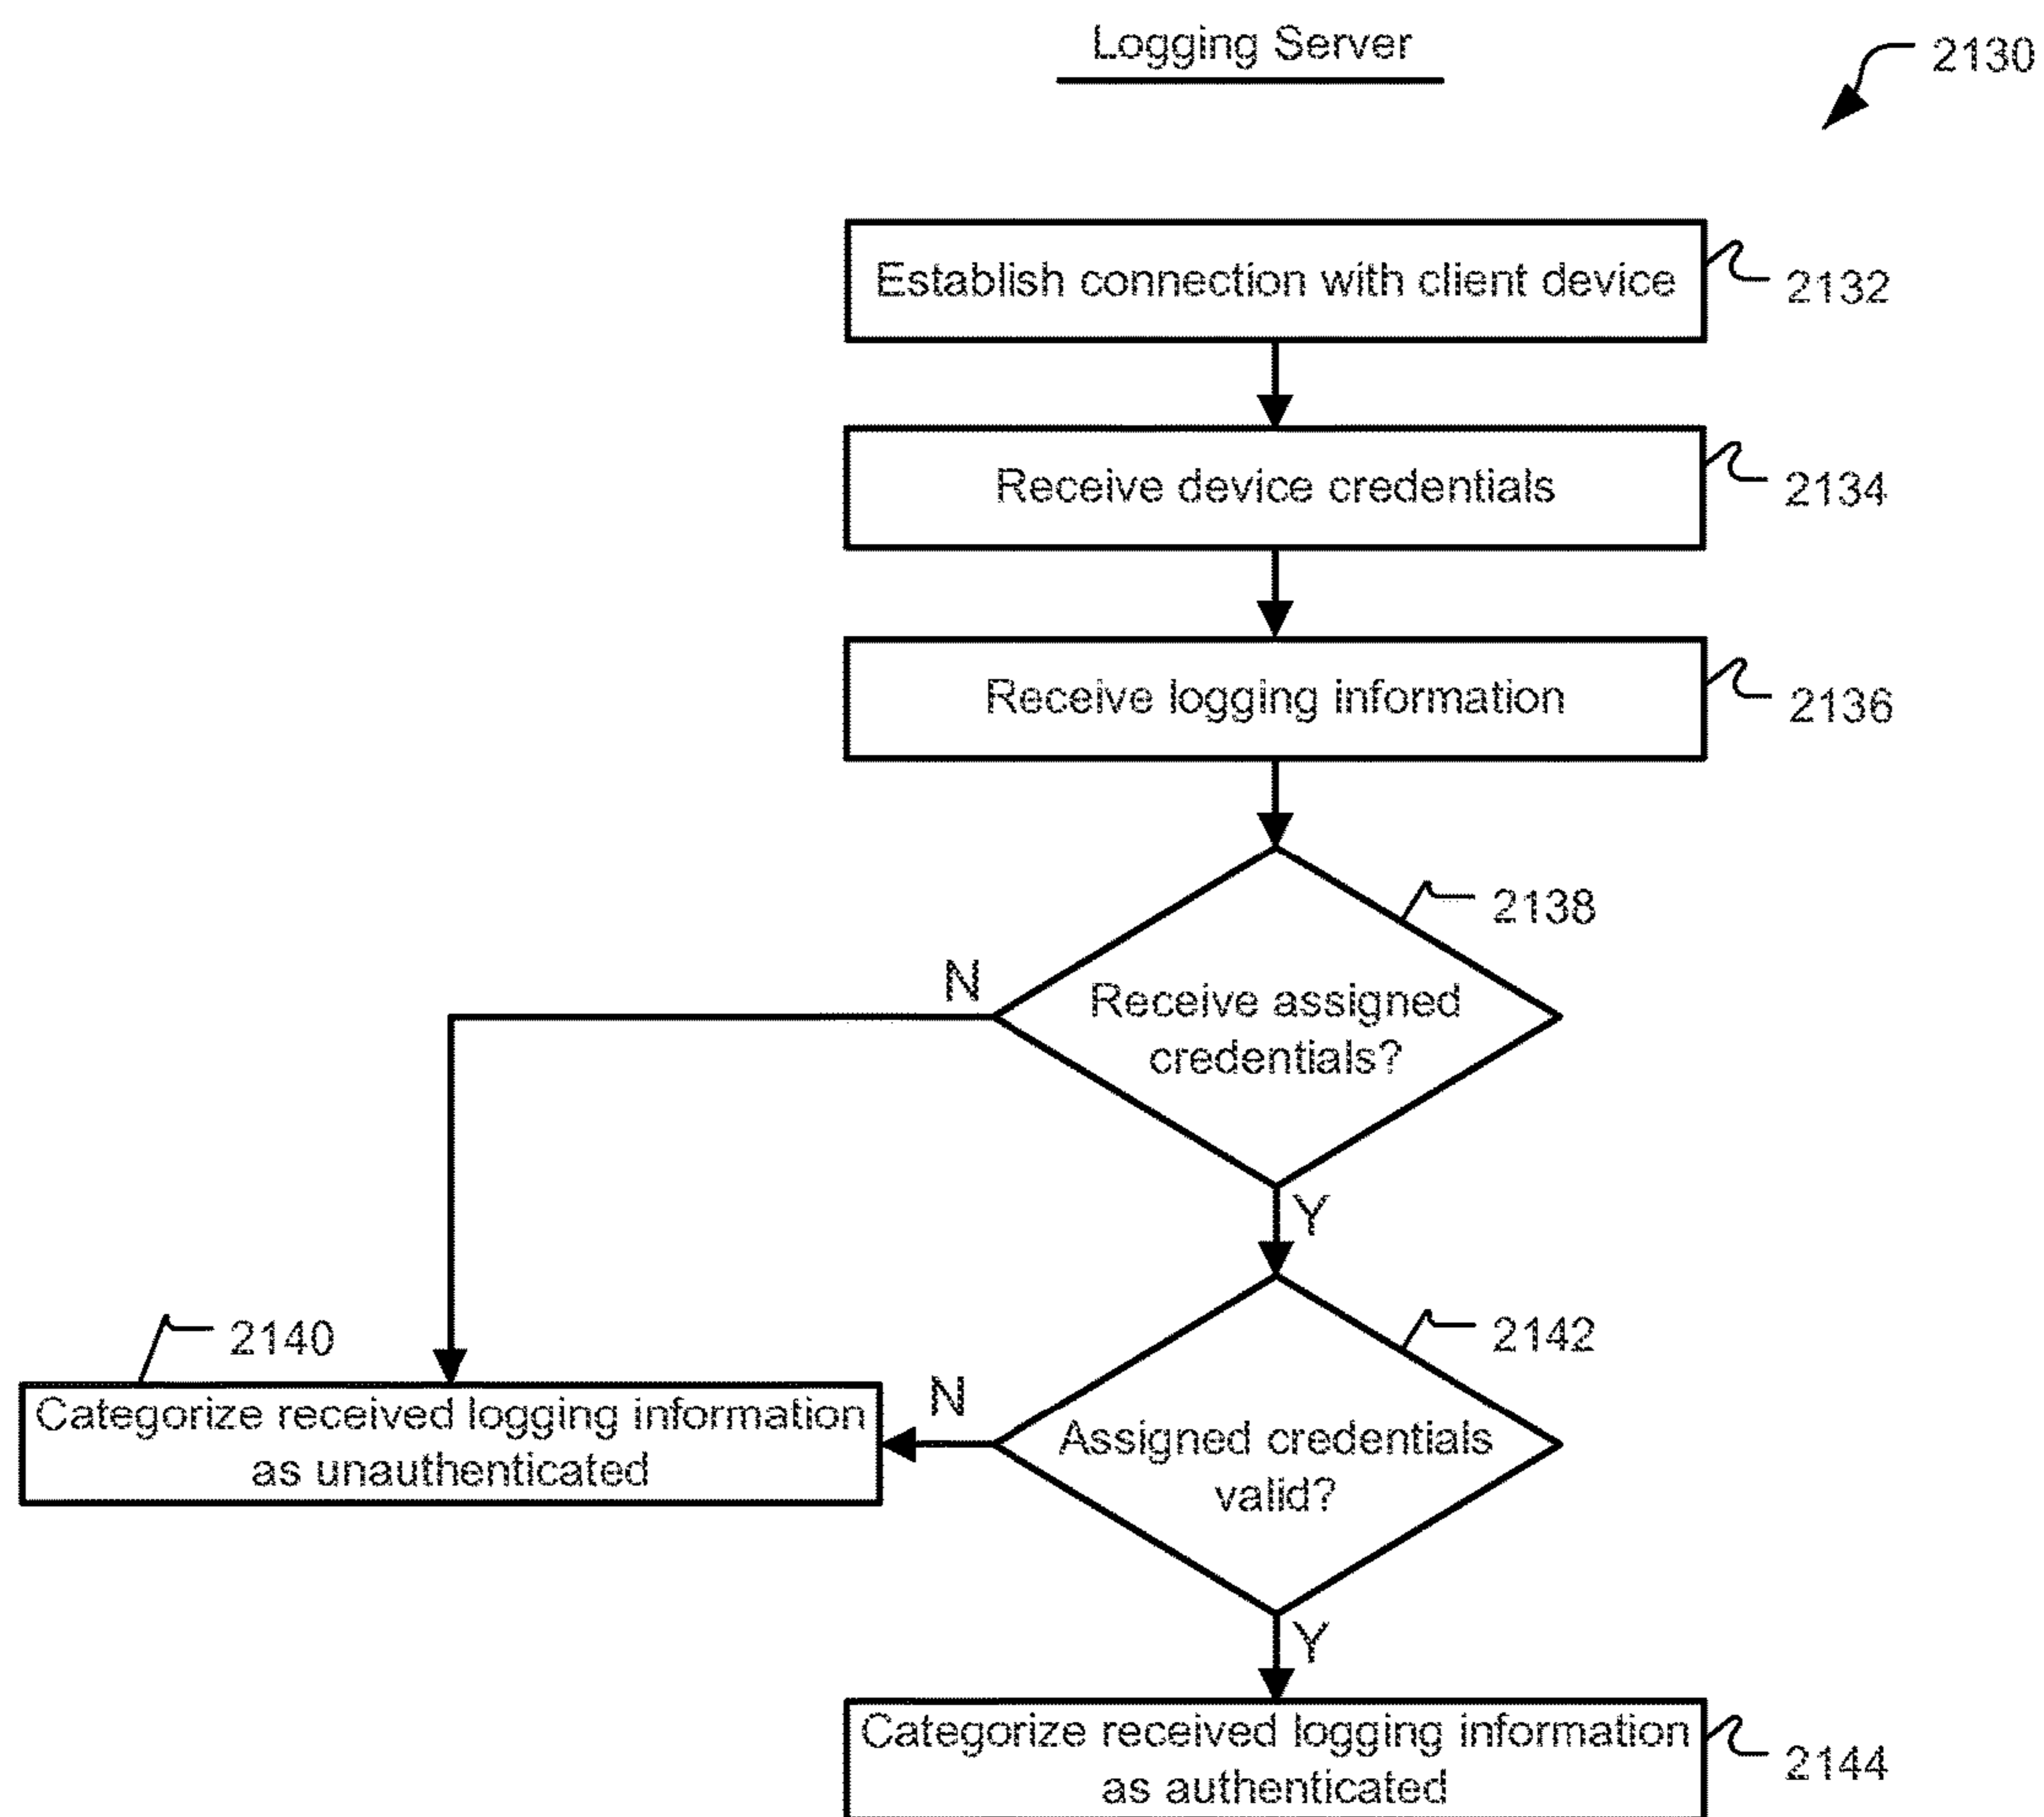 Logging Server
2130
Establish connection with client device
2132
Receive device credentials
2134
Receive logging information
2136
2138
Receive assigned
credentials?
N
Y
2140
Categorize received logging information
as unauthenticated
N
2142
Assigned credentials
valid?
Y
Categorize received logging information
as authenticated
2144